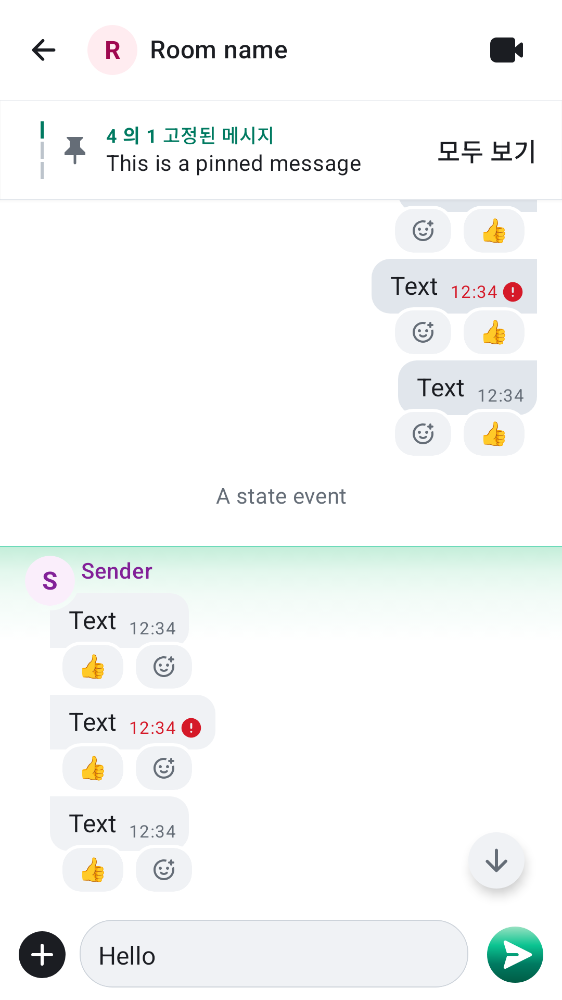 R Room name
4 의 1 고정된 메시지
This is a pinned message
모두 보기
Text 12:34
Text 12:34
A state event
S Sender
Text 12:34
Text 12:34
Text 12:34
Hello